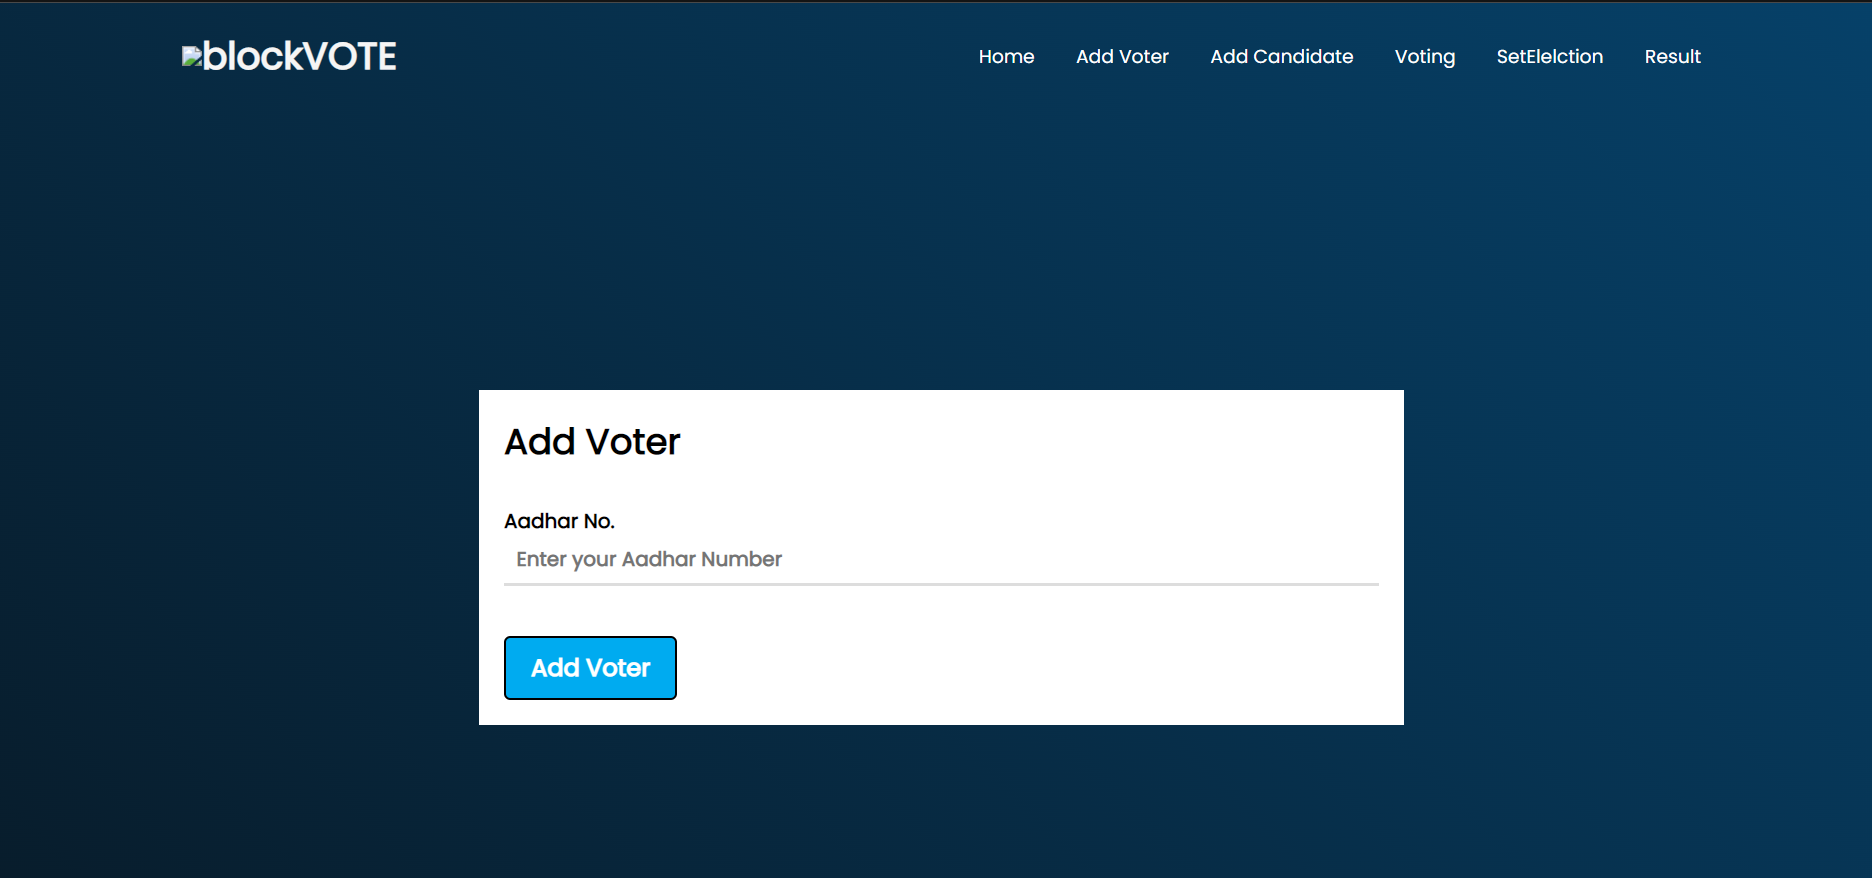 blockVOTE
Home Add Voter Add Candidate Voting SetElelction Result
Add Voter
Aadhar No.
Enter your Aadhar Number
Add Voter